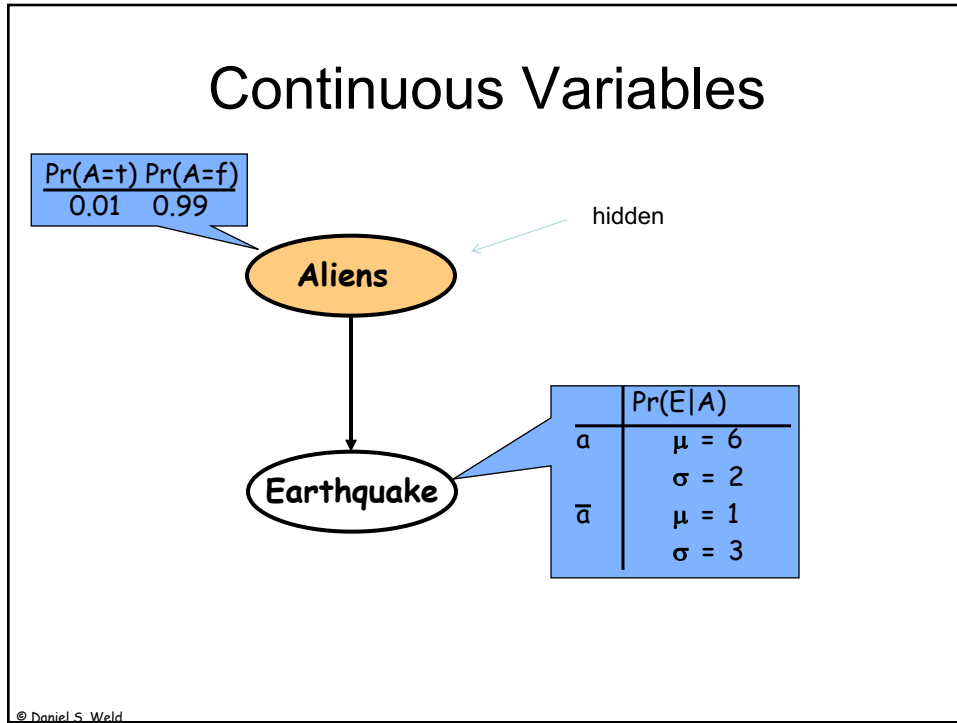 Continuous Variables
Pr(A=t) Pr(A=f)
0.01 0.99
hidden
Aliens
Pr(E|A)
a μ = 6
σ = 2
a̅ μ = 1
σ = 3
Earthquake
© Daniel S. Weld